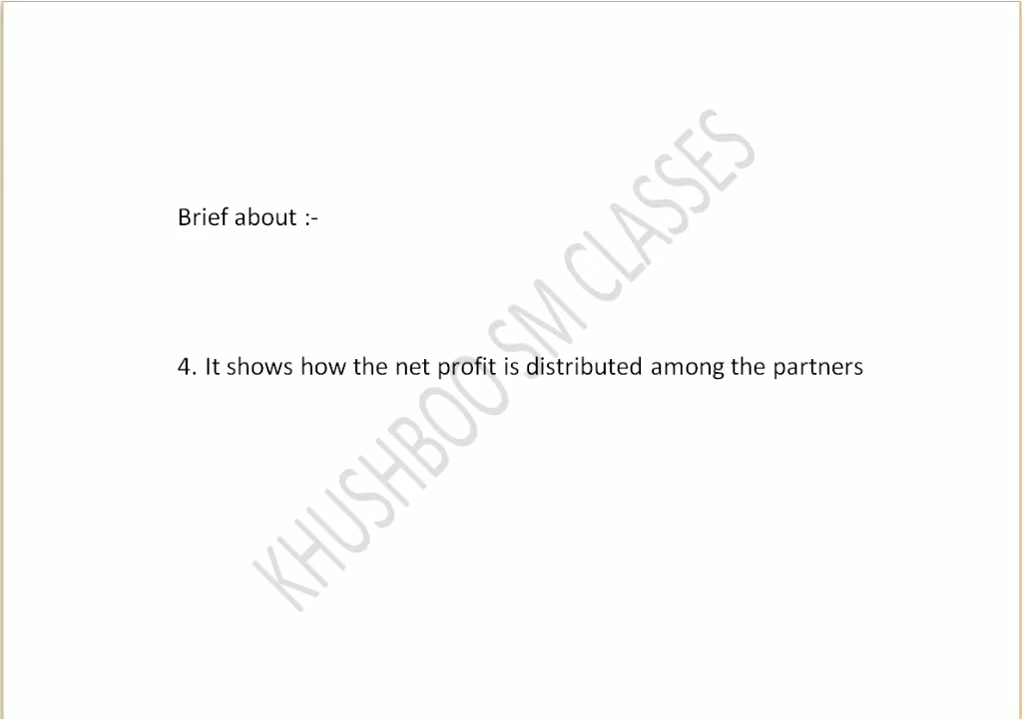 Brief about :-
4. It shows how the net profit is distributed among the partners
KHUSHBOO SM CLASSES